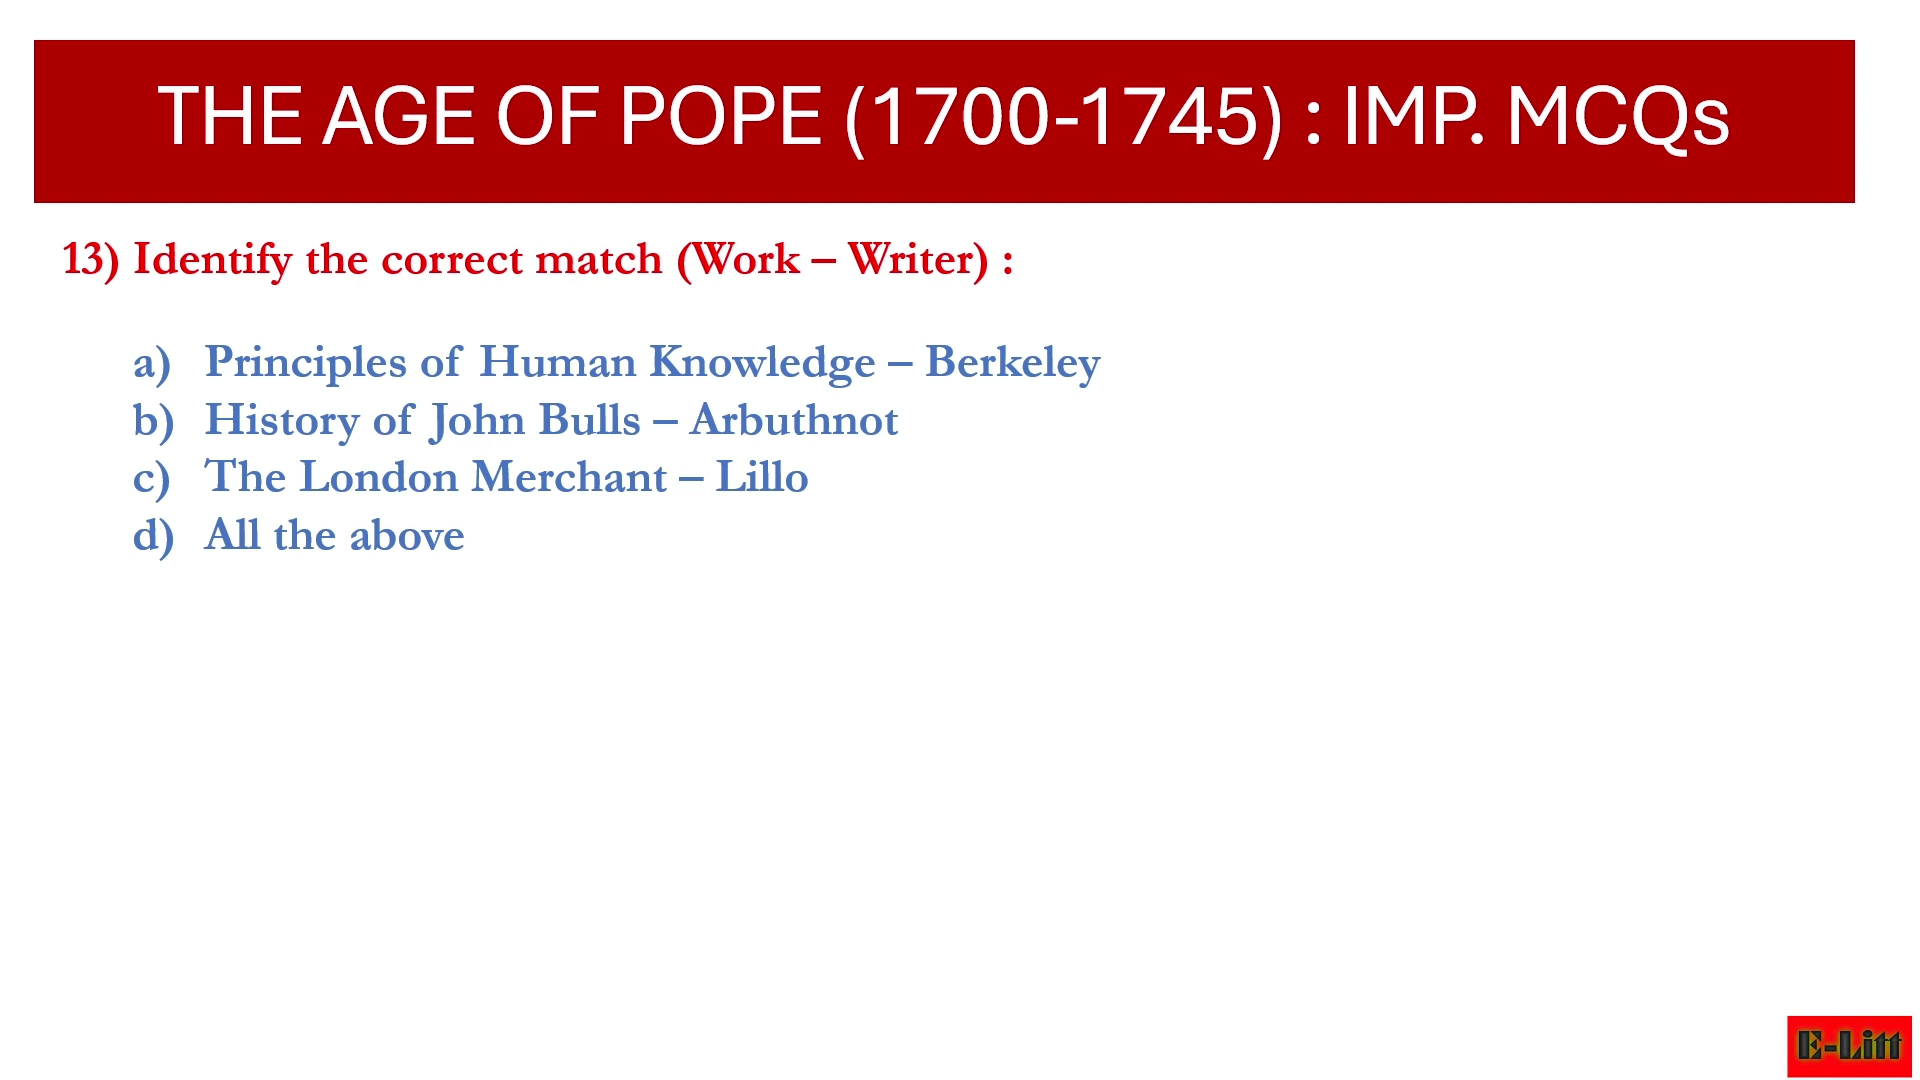 THE AGE OF POPE (1700-1745) : IMP. MCQs
13) Identify the correct match (Work – Writer) :
a) Principles of Human Knowledge – Berkeley
b) History of John Bulls – Arbuthnot
c) The London Merchant – Lillo
d) All the above
E-Litt